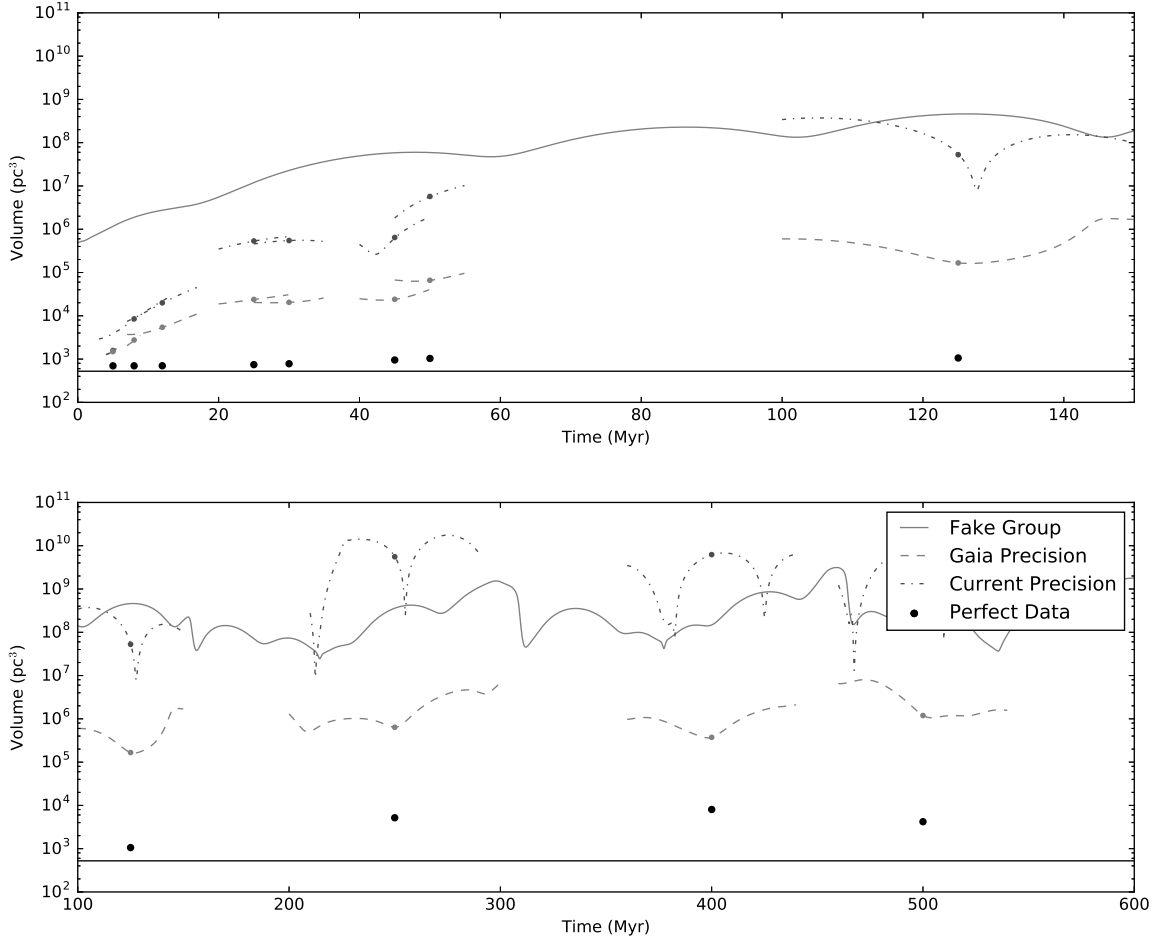 10^11
10^10
10^9
10^8
10^7
10^6
10^5
10^4
10^3
10^2
Volume (pc^3)
0 20 40 60 80 100 120 140
Time (Myr)
10^11
10^10
10^9
10^8
10^7
10^6
10^5
10^4
10^3
10^2
Volume (pc^3)
Fake Group
Gaia Precision
Current Precision
Perfect Data
100 200 300 400 500 600
Time (Myr)